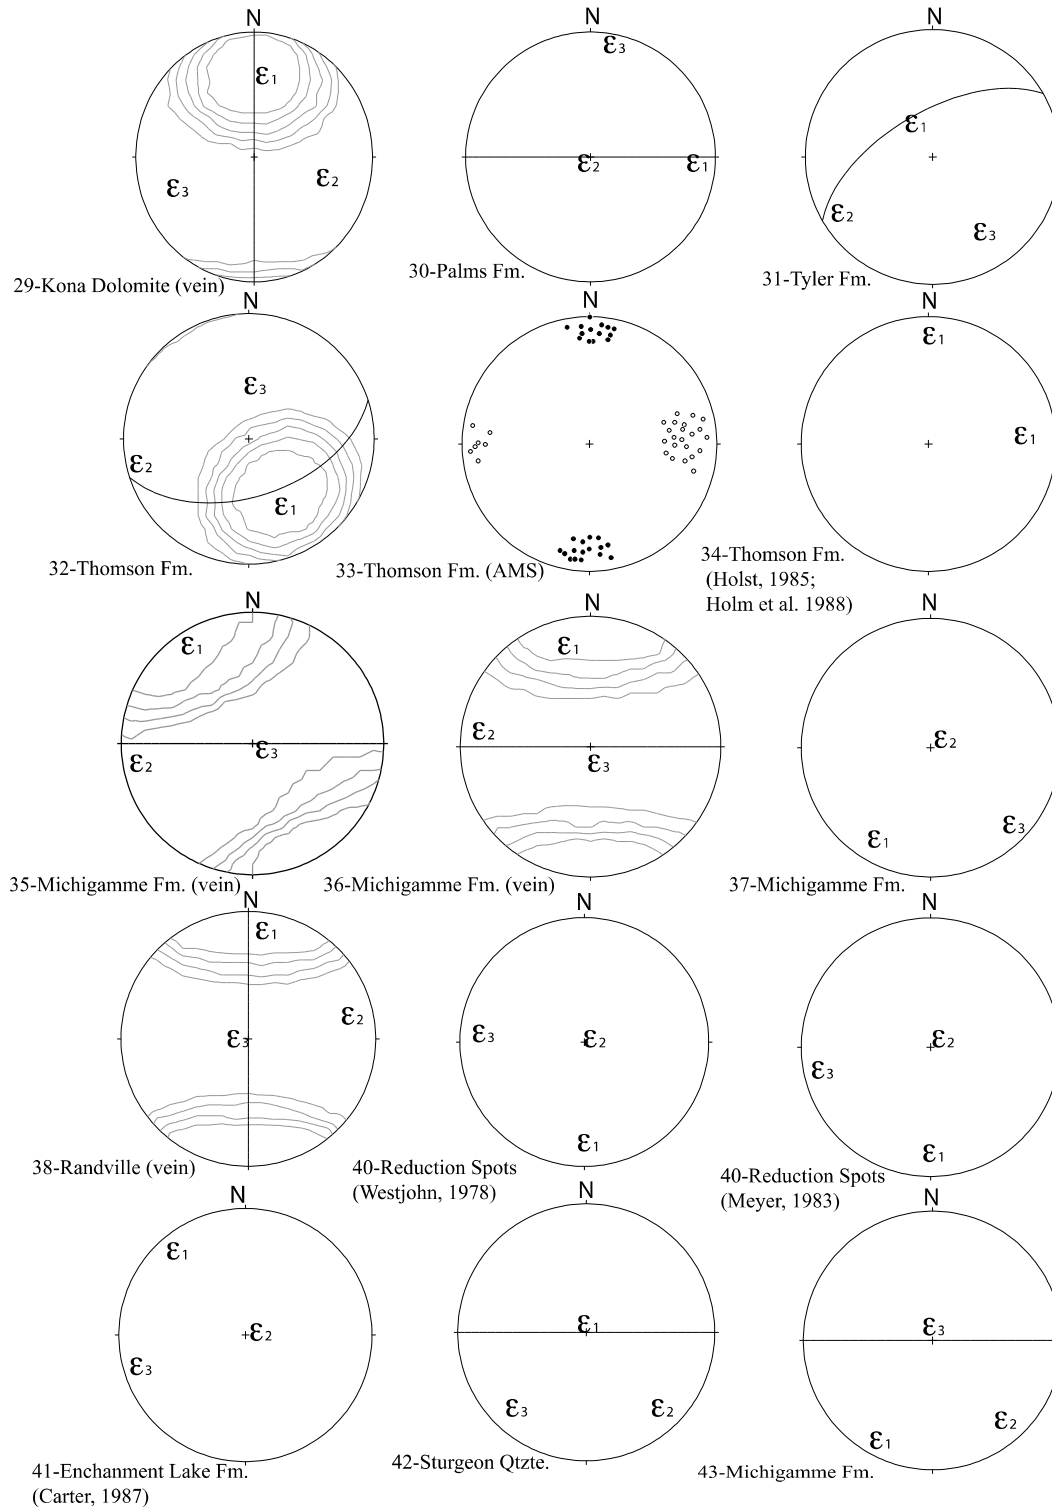 N
N
N
ε1
ε3
ε2
ε3
ε2
ε1
ε1
ε2
ε3
29-Kona Dolomite (vein)
30-Palms Fm.
31-Tyler Fm.
N
N
N
ε3
ε2
ε1
ε1
ε1
32-Thomson Fm.
33-Thomson Fm. (AMS)
34-Thomson Fm.
(Holst, 1985;
Holm et al. 1988)
N
N
N
ε1
ε2
ε3
ε1
ε2
ε3
ε2
ε1
ε3
35-Michigamme Fm. (vein)
36-Michigamme Fm. (vein)
37-Michigamme Fm.
N
N
N
ε1
ε2
ε3
ε3
ε2
ε1
ε2
ε3
ε1
38-Randville (vein)
40-Reduction Spots
(Westjohn, 1978)
40-Reduction Spots
(Meyer, 1983)
N
N
N
ε1
ε2
ε3
ε1
ε3
ε2
ε3
ε2
ε1
41-Enchanment Lake Fm.
(Carter, 1987)
42-Sturgeon Qtzte.
43-Michigamme Fm.